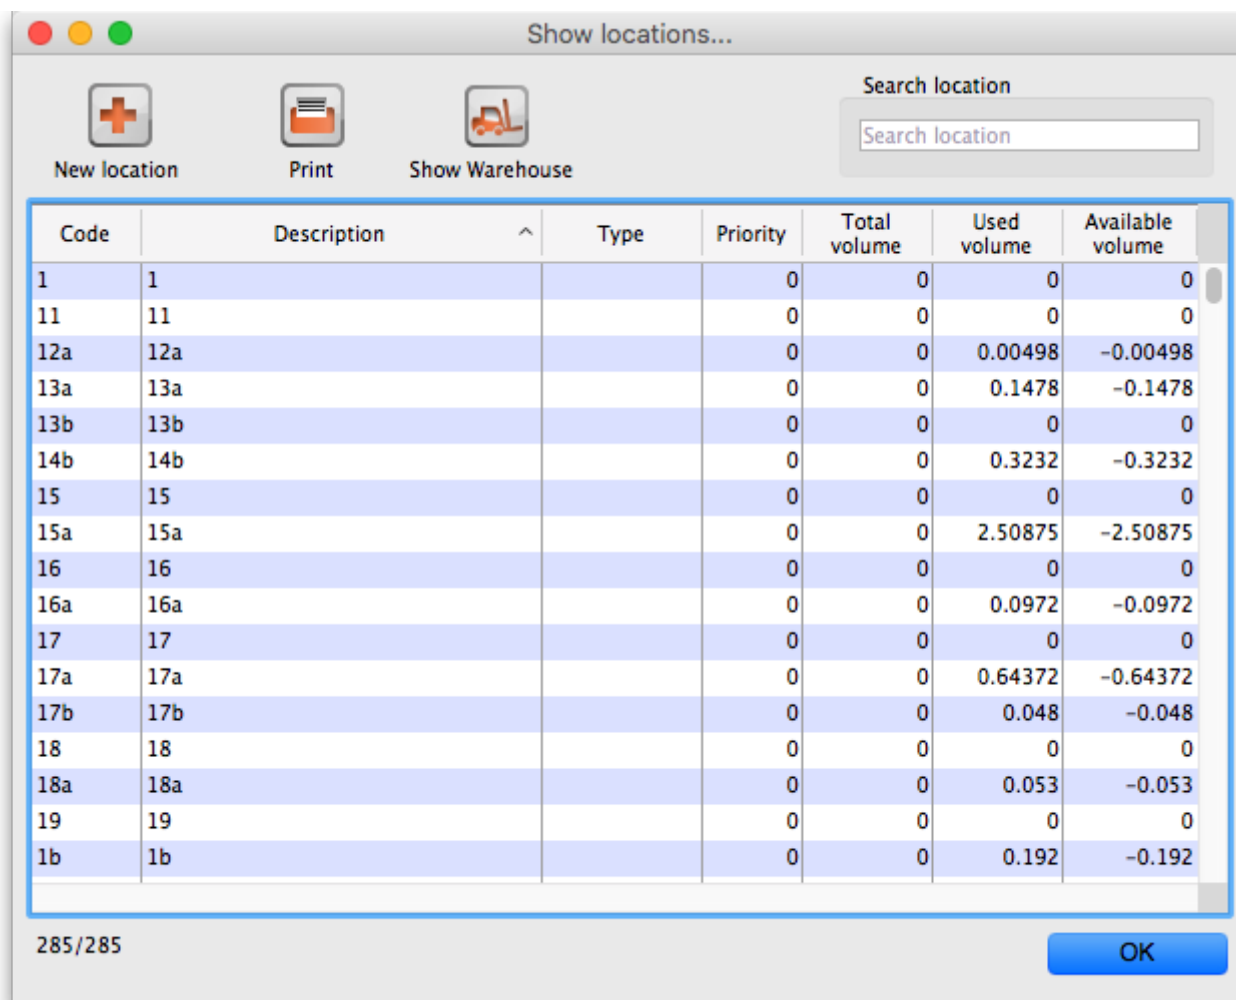 Show locations...
Search location
Search location
New location Print Show Warehouse
Code Description Type Priority Total volume Used volume Available volume
1 1 0 0 0 0
11 11 0 0 0 0
12a 12a 0 0 0.00498 -0.00498
13a 13a 0 0 0.1478 -0.1478
13b 13b 0 0 0 0
14b 14b 0 0 0.3232 -0.3232
15 15 0 0 0 0
15a 15a 0 0 2.50875 -2.50875
16 16 0 0 0 0
16a 16a 0 0 0.0972 -0.0972
17 17 0 0 0 0
17a 17a 0 0 0.64372 -0.64372
17b 17b 0 0 0.048 -0.048
18 18 0 0 0 0
18a 18a 0 0 0.053 -0.053
19 19 0 0 0 0
1b 1b 0 0 0.192 -0.192
285/285
OK